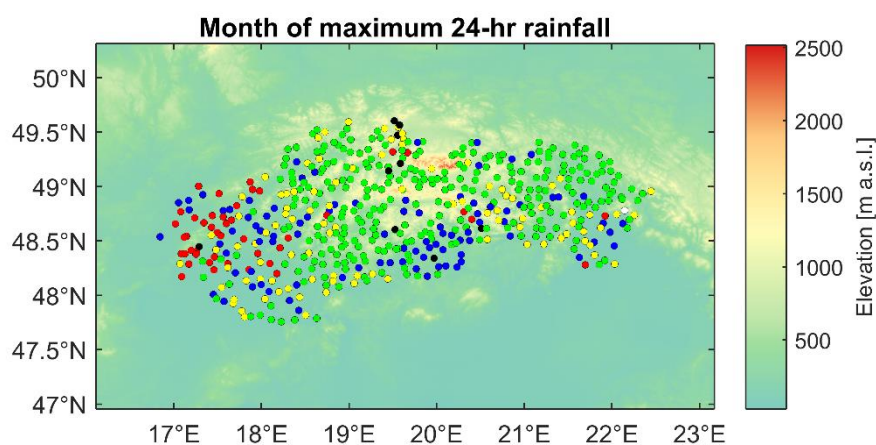 Month of maximum 24-hr rainfall
50°N
49.5°N
49°N
48.5°N
48°N
47.5°N
47°N
17°E 18°E 19°E 20°E 21°E 22°E 23°E
2500
2000
1500
1000
500
Elevation [m a.s.l.]